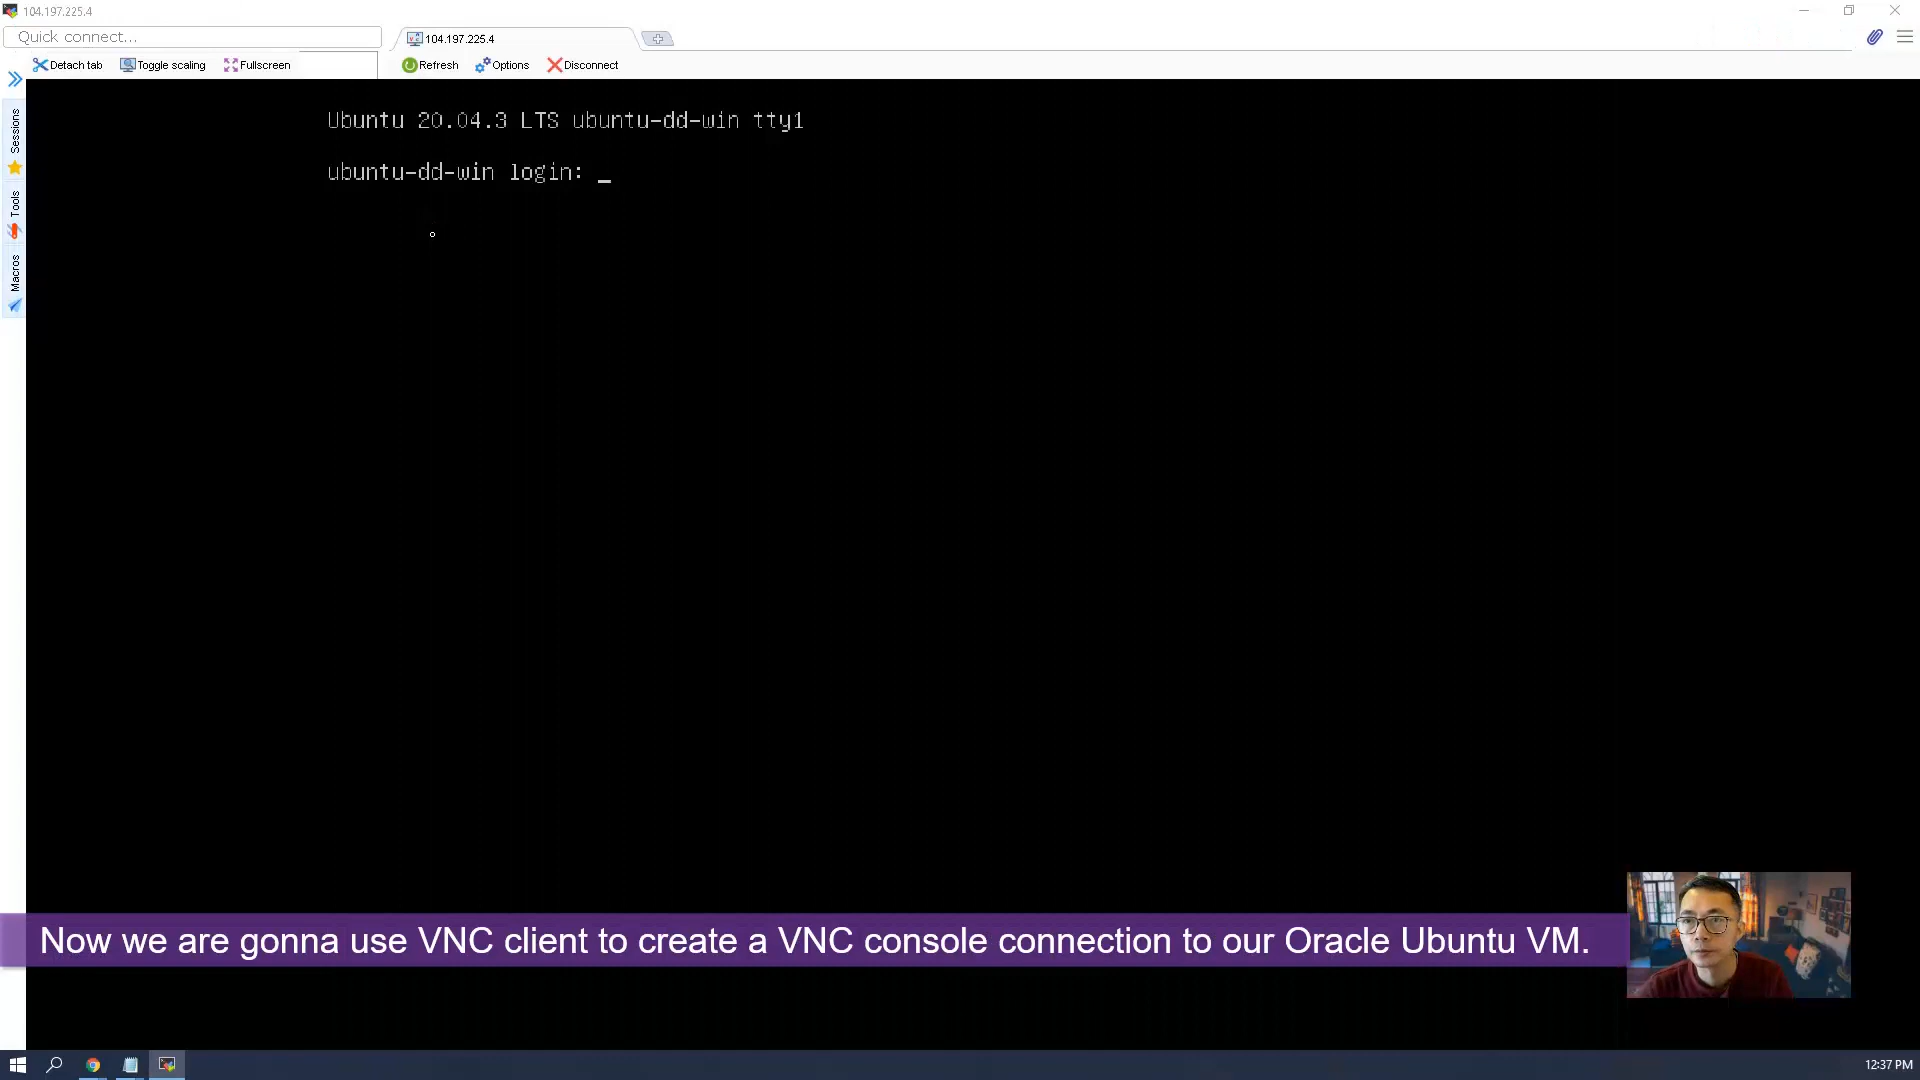 104.197.225.4
Quick connect...
104.197.225.4
Detach tab Toggle scaling Fullscreen Refresh Options Disconnect
Sessions
Tools
Macros
Ubuntu 20.04.3 LTS ubuntu-dd-win tty1
ubuntu-dd-win login: _
Now we are gonna use VNC client to create a VNC console connection to our Oracle Ubuntu VM.
12:37 PM